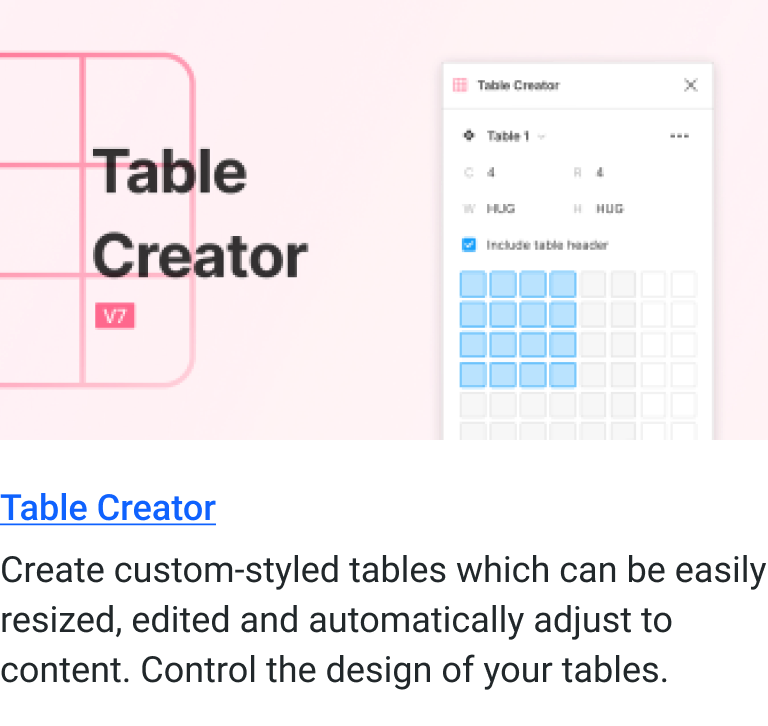 Table
Creator
V7
Table Creator
Table 1
C 4 R 4
W HUG H HUG
Include table header
Table Creator
Create custom-styled tables which can be easily
resized, edited and automatically adjust to
content. Control the design of your tables.